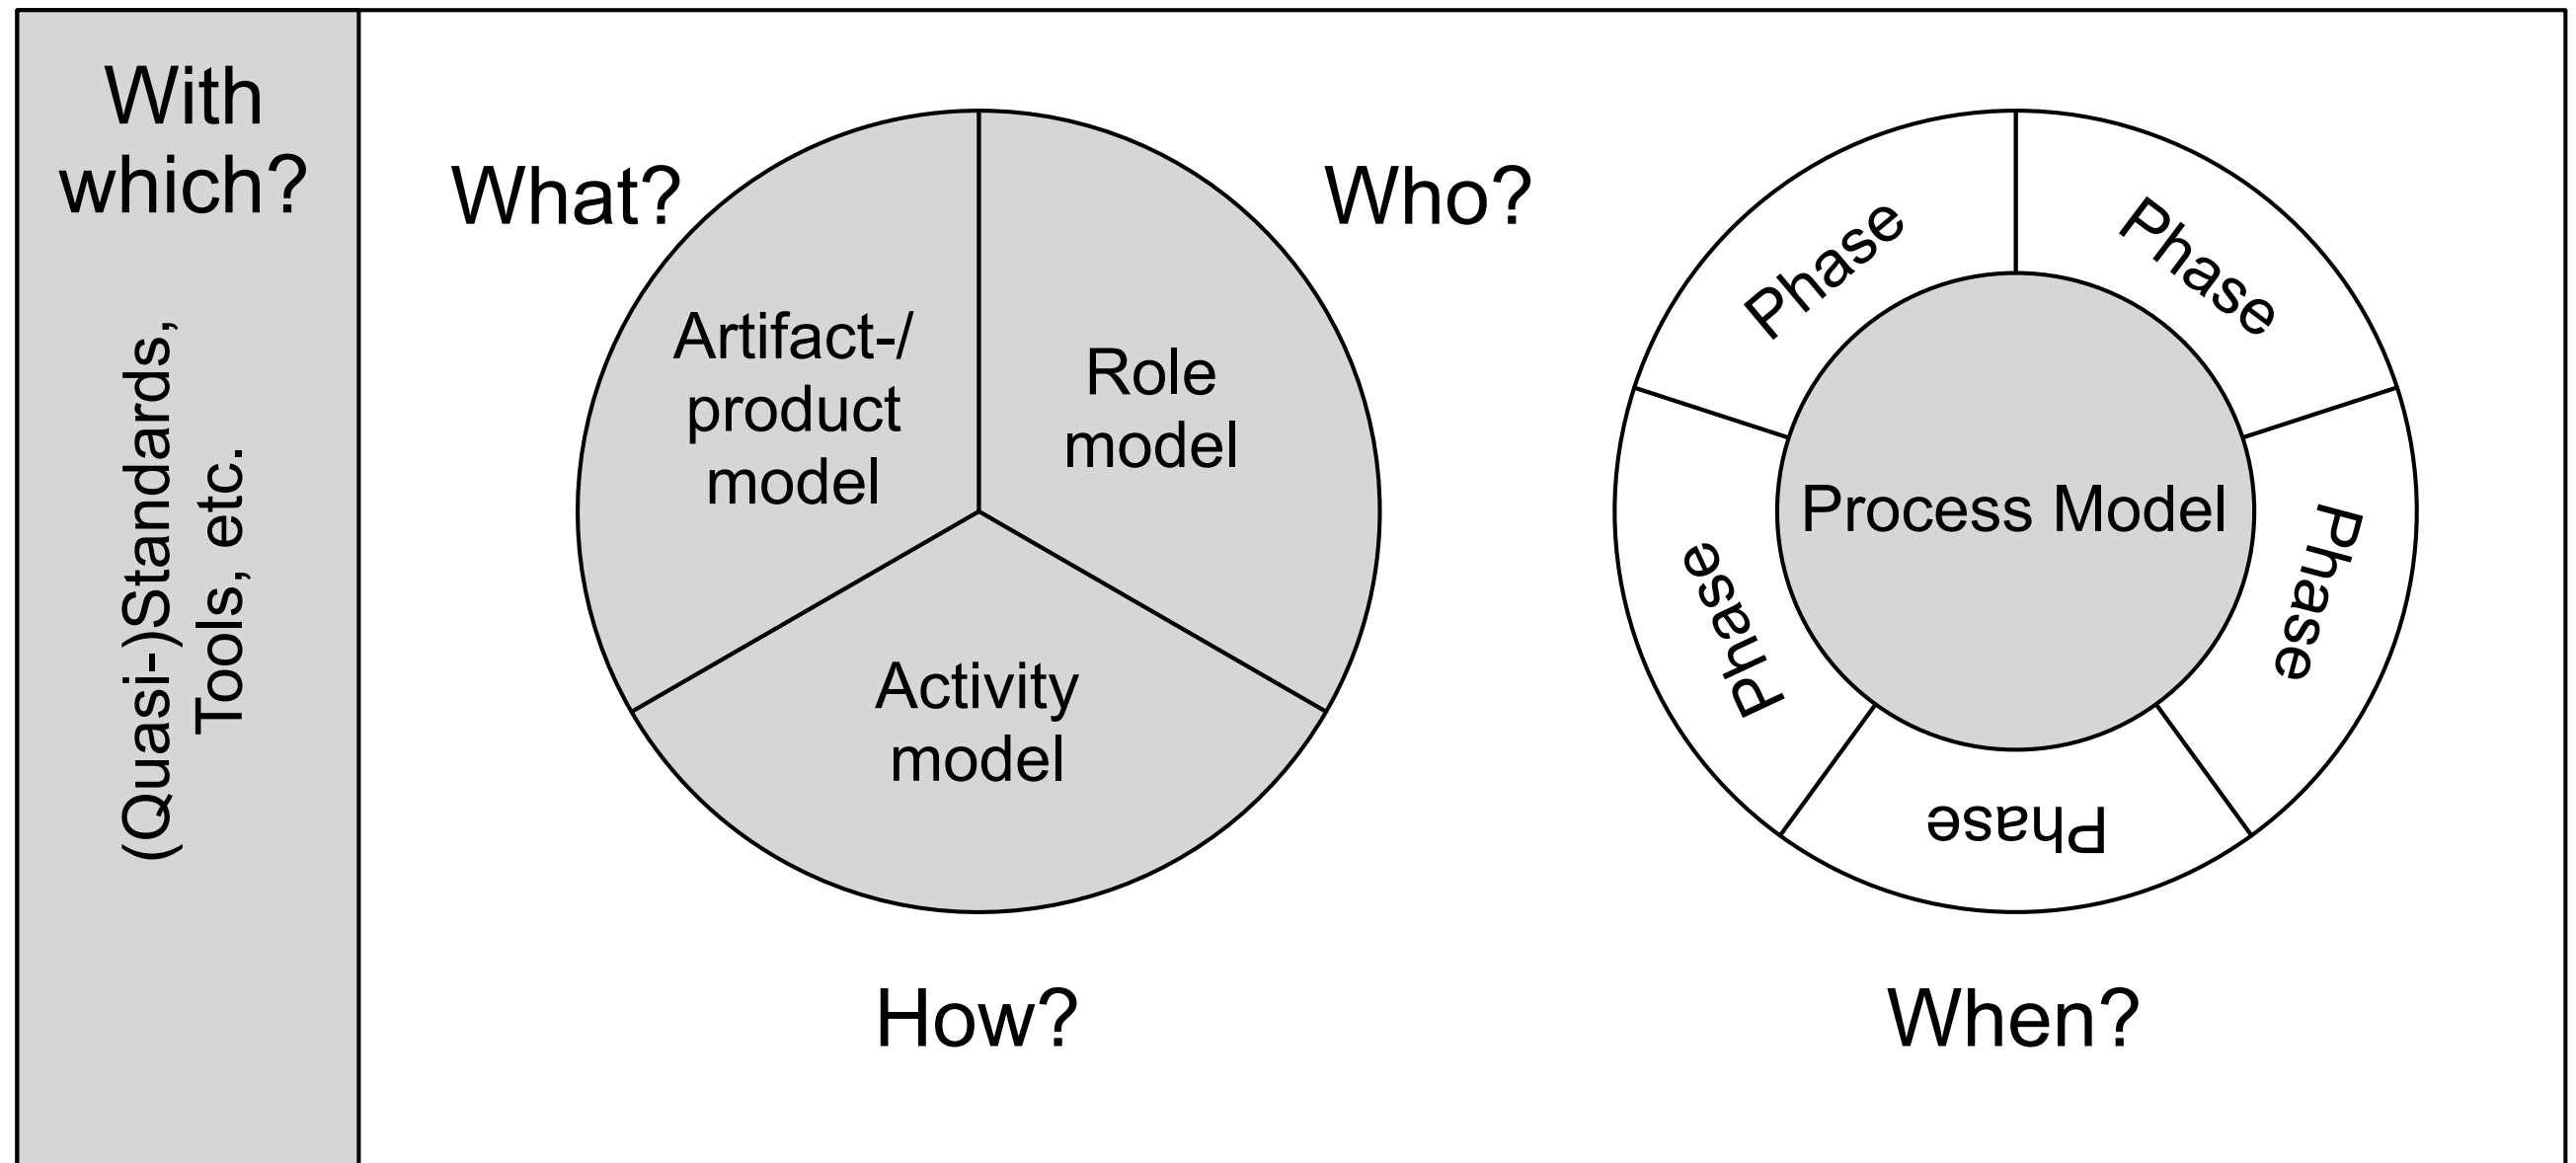 With
which?
(Quasi-)Standards,
Tools, etc.
What?
Who?
Artifact-/
product
model
Role
model
Activity
model
How?
Phase
Phase
Phase
Phase
Phase
Process Model
When?